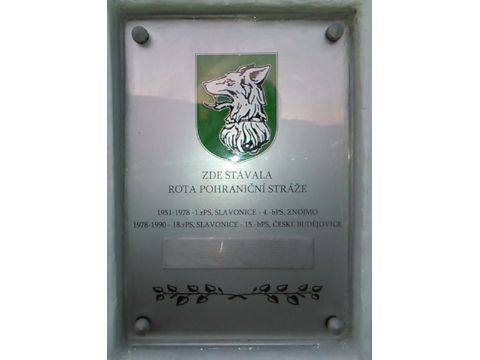 ZDE STÁVALA
ROTA POHRANIČNÍ STRÁŽE
1951-1978 -1.rPS, SLAVONICE - 4.-bPS, ZNOJMO
1978-1990 - 18.rPS, SLAVONICE - 15.-bPS, ČESKÉ BUDĚJOVICE